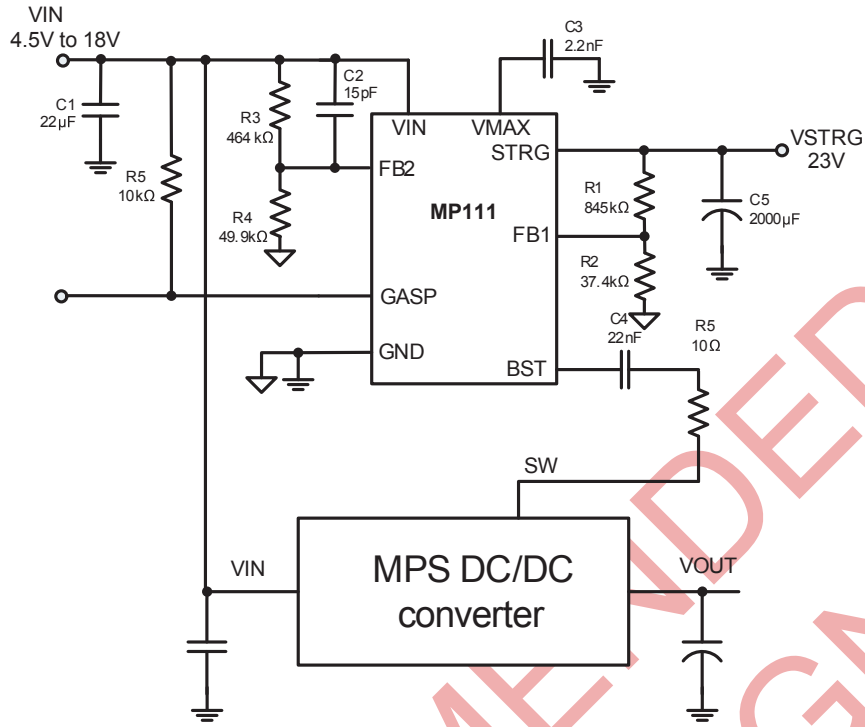 VIN
4.5V to 18V
C1
22µF
R5
10kΩ
R3
464 kΩ
C2
15pF
R4
49.9kΩ
C3
2.2nF
VIN
VMAX
STRG
FB2
MP111
FB1
GASP
GND
BST
VSTRG
23V
R1
845kΩ
C5
2000µF
R2
37.4kΩ
C4
22nF
R5
10Ω
SW
VIN
MPS DC/DC
converter
VOUT